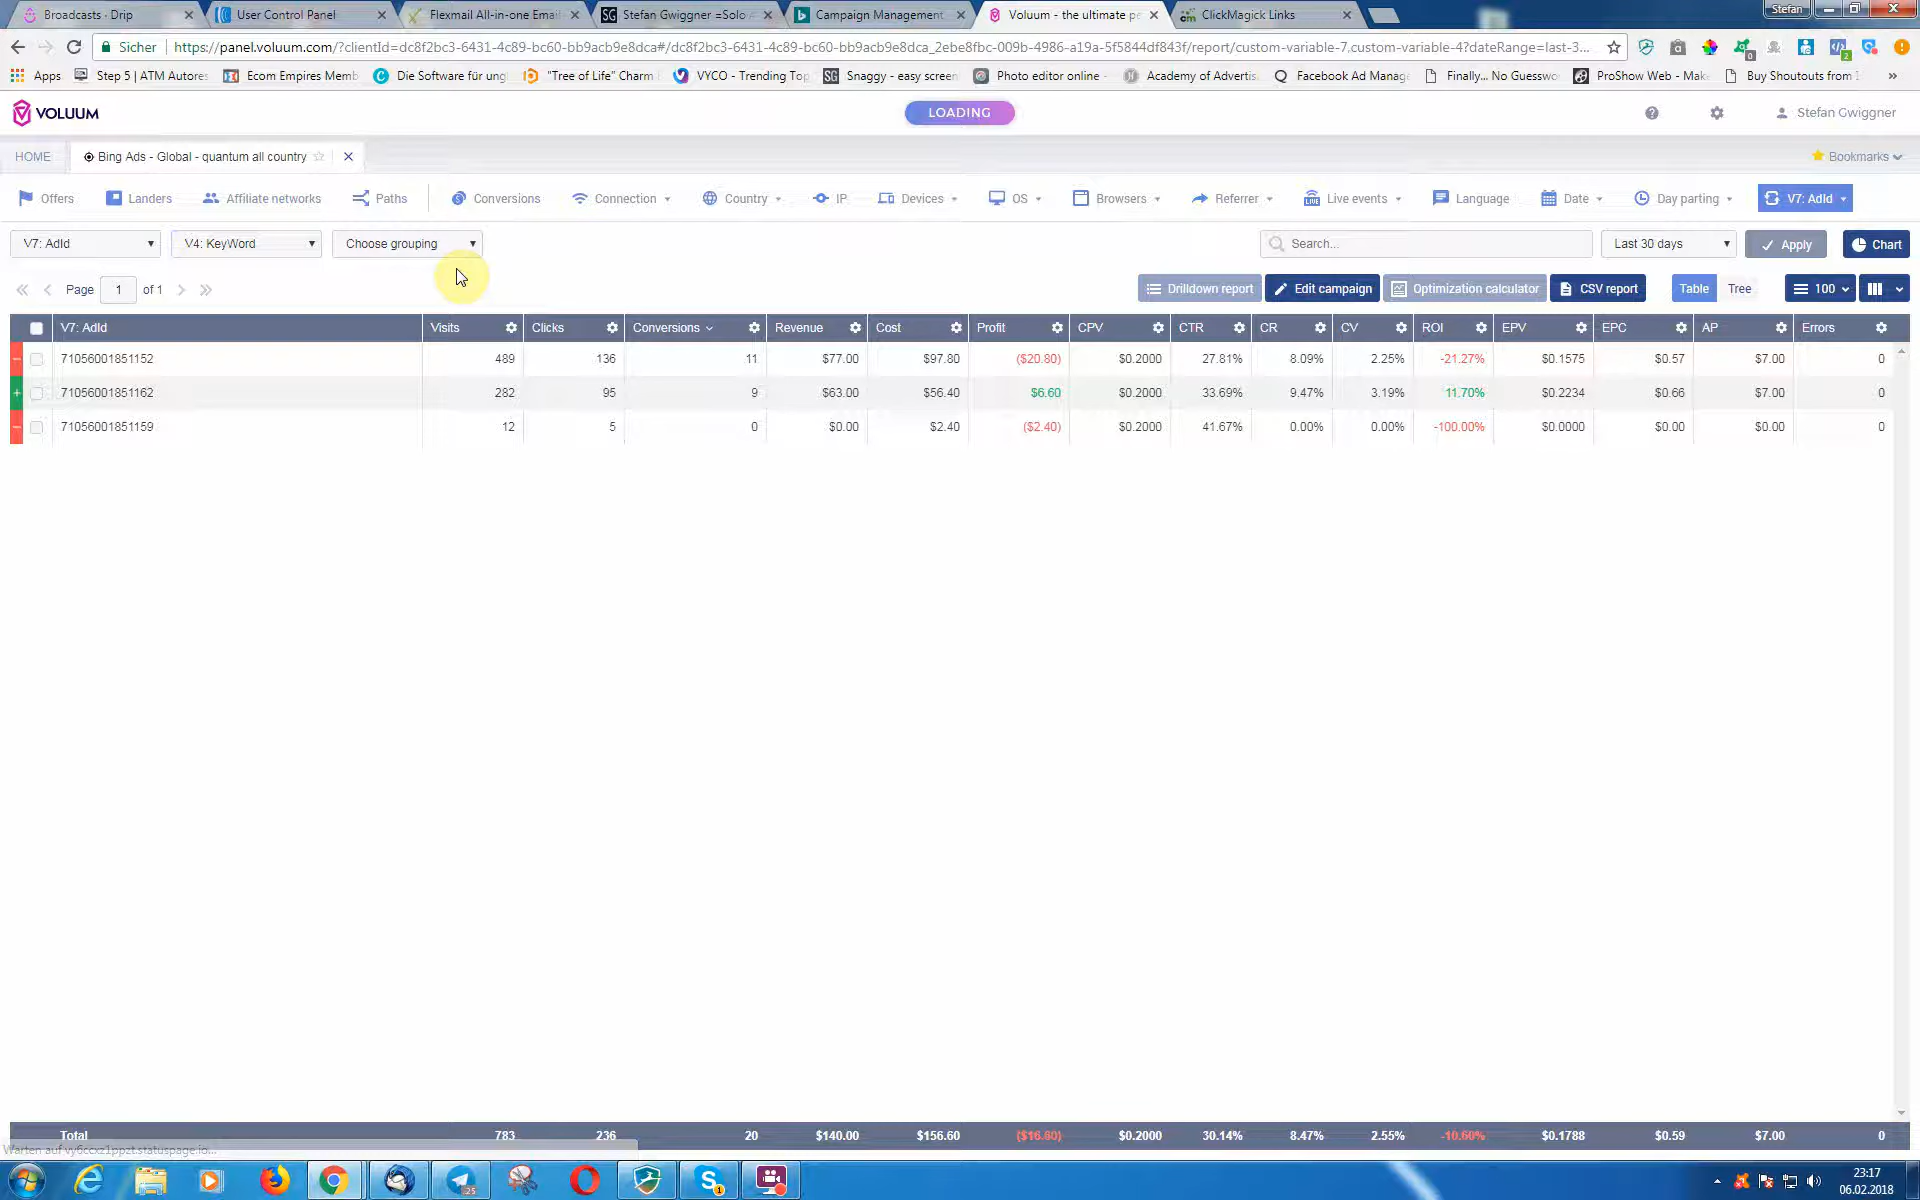 Broadcasts - Drip
User Control Panel
Flexmail All-in-one Email
Stefan Gwiggner =Solo
Campaign Management
Voluum - the ultimate pe
ClickMagick Links
Stefan
Sicher
https://panel.voluum.com/?clientId=dc8f2bc3-6431-4c89-bc60-bb9acb9e8dca#/dc8f2bc3-6431-4c89-bc60-bb9acb9e8dca_2ebe8fbc-009b-4986-a19a-5f5844df843f/report/custom-variable-7,custom-variable-4?dateRange=last-3...
Apps
Step 5 | ATM Autores
Ecom Empires Memb
Die Software für ung
"Tree of Life" Charm
VYCO - Trending Top
Snaggy - easy screen
Photo editor online -
Academy of Advertis
Facebook Ad Manag
Finally... No Guesswo
ProShow Web - Mak
Buy Shoutouts from
»
VOLUUM
LOADING
Stefan Gwiggner
HOME
Bing Ads - Global - quantum all country
Bookmarks
Offers
Landers
Affiliate networks
Paths
Conversions
Connection
Country
IP
Devices
OS
Browsers
Referrer
Live events
Language
Date
Day parting
V7: AdId
V7: AdId
V4: KeyWord
Choose grouping
Search...
Last 30 days
Apply
Chart
Page 1 of 1
Drilldown report
Edit campaign
Optimization calculator
CSV report
Table
Tree
100
V7: AdId Visits Clicks Conversions Revenue Cost Profit CPV CTR CR CV ROI EPV EPC AP Errors
71056001851152 489 136 11 $77.00 $97.80 ($20.80) $0.2000 27.81% 8.09% 2.25% -21.27% $0.1575 $0.57 $7.00 0
71056001851162 282 95 9 $63.00 $56.40 $6.60 $0.2000 33.69% 9.47% 3.19% 11.70% $0.2234 $0.66 $7.00 0
71056001851159 12 5 0 $0.00 $2.40 ($2.40) $0.2000 41.67% 0.00% 0.00% -100.00% $0.0000 $0.00 $0.00 0
Total 783 236 20 $140.00 $156.60 ($16.60) $0.2000 30.14% 8.47% 2.55% -10.60% $0.1788 $0.59 $7.00 0
Warten auf vy6ccxz1ppzt.statuspage.io...
25
1
23:17
06.02.2018